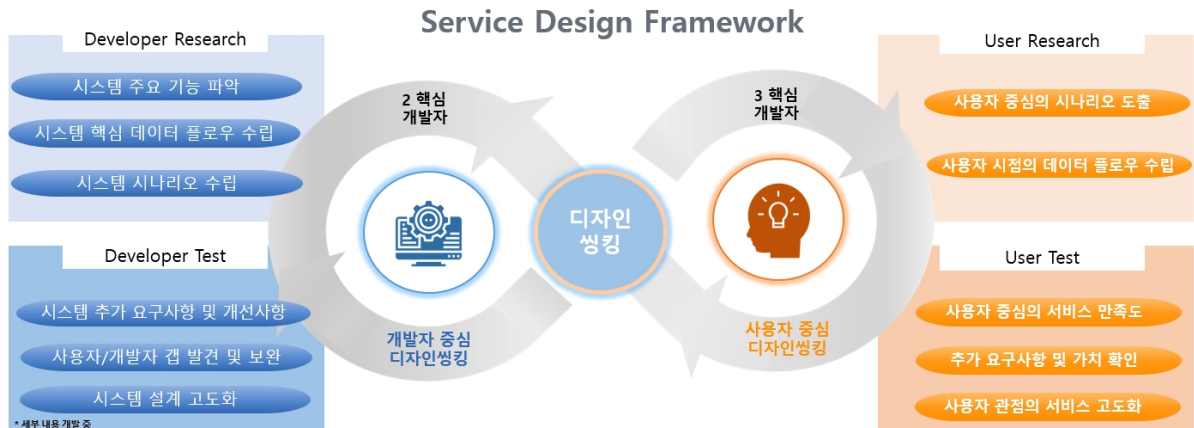 Service Design Framework
Developer Research
시스템 주요 기능 파악
시스템 핵심 데이터 플로우 수립
시스템 시나리오 수립
Developer Test
시스템 추가 요구사항 및 개선사항
사용자/개발자 갭 발견 및 보완
시스템 설계 고도화
* 세부 내용 개발 중
2 핵심
개발자
개발자 중심
디자인씽킹
디자인
씽킹
3 핵심
개발자
사용자 중심
디자인씽킹
User Research
사용자 중심의 시나리오 도출
사용자 시점의 데이터 플로우 수립
User Test
사용자 중심의 서비스 만족도
추가 요구사항 및 가치 확인
사용자 관점의 서비스 고도화